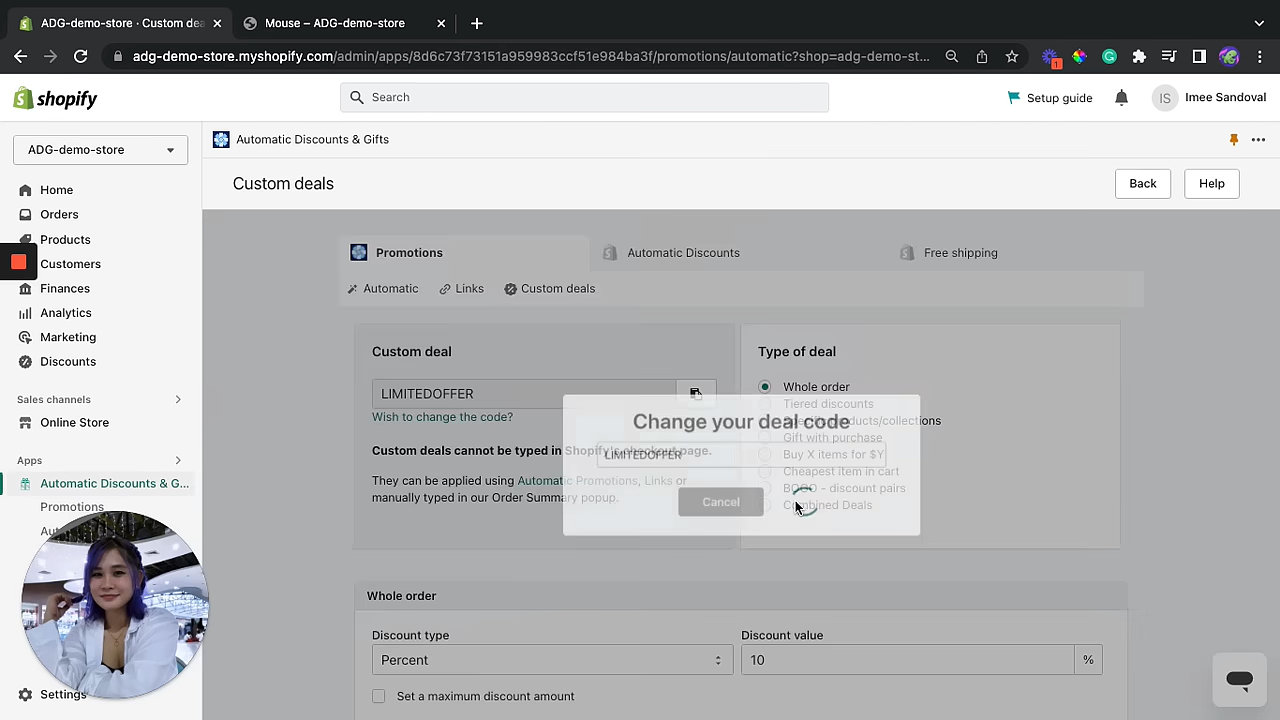 ADG-demo-store · Custom dea
Mouse – ADG-demo-store
adg-demo-store.myshopify.com/admin/apps/8d6c73f73151a959983ccf51e984ba3f/promotions/automatic?shop=adg-demo-st...
1
shopify
Search
Setup guide
IS
Imee Sandoval
ADG-demo-store
Automatic Discounts & Gifts
Custom deals
Back
Help
Home
Orders
Products
Customers
Finances
Analytics
Marketing
Discounts
Sales channels
Online Store
Apps
Automatic Discounts & G...
Promotions
Settings
Promotions
Automatic Discounts
Free shipping
Automatic
Links
Custom deals
Custom deal
LIMITEDOFFER
Wish to change the code?
Custom deals cannot be typed in Shopify's checkout page.
They can be applied using Automatic Promotions, Links or
manually typed in our Order Summary popup.
Type of deal
Whole order
Tiered discounts
Specific products/collections
Gift with purchase
Buy X items for $Y
Cheapest item in cart
BOGO - discount pairs
Combined Deals
Change your deal code
LIMITEDOFFER
Cancel
Whole order
Discount type
Percent
Discount value
10
%
Set a maximum discount amount